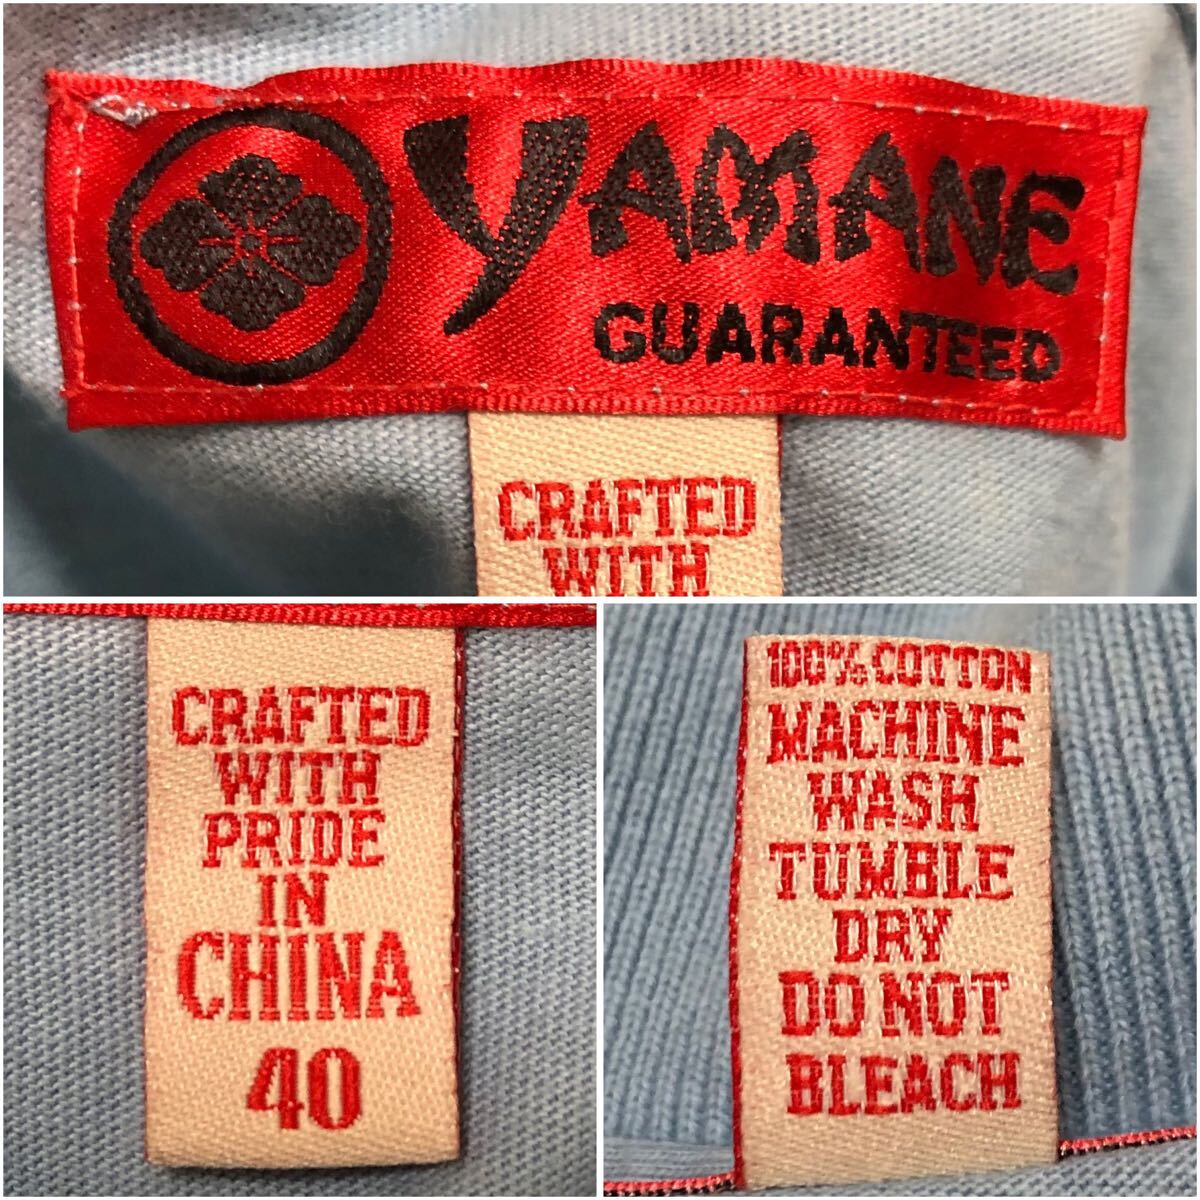 YAMANE
GUARANTEED
CRAFTED
WITH
CRAFTED
WITH
PRIDE
IN
CHINA
40
100% COTTON
MACHINE
WASH
TUMBLE
DRY
DO NOT
BLEACH